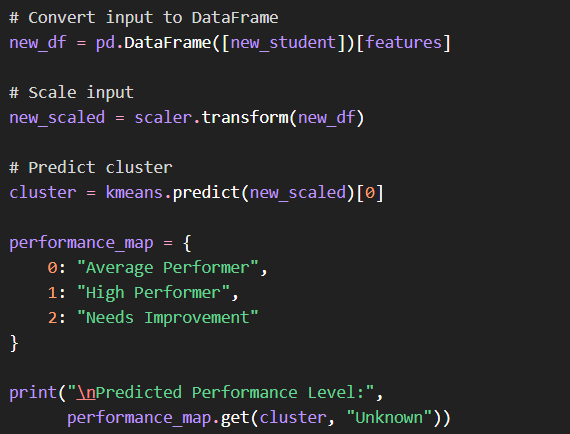 # Convert input to DataFrame
new_df = pd.DataFrame([new_student])[features]

# Scale input
new_scaled = scaler.transform(new_df)

# Predict cluster
cluster = kmeans.predict(new_scaled)[0]

performance_map = {
    0: "Average Performer",
    1: "High Performer",
    2: "Needs Improvement"
}

print("\nPredicted Performance Level:",
      performance_map.get(cluster, "Unknown"))